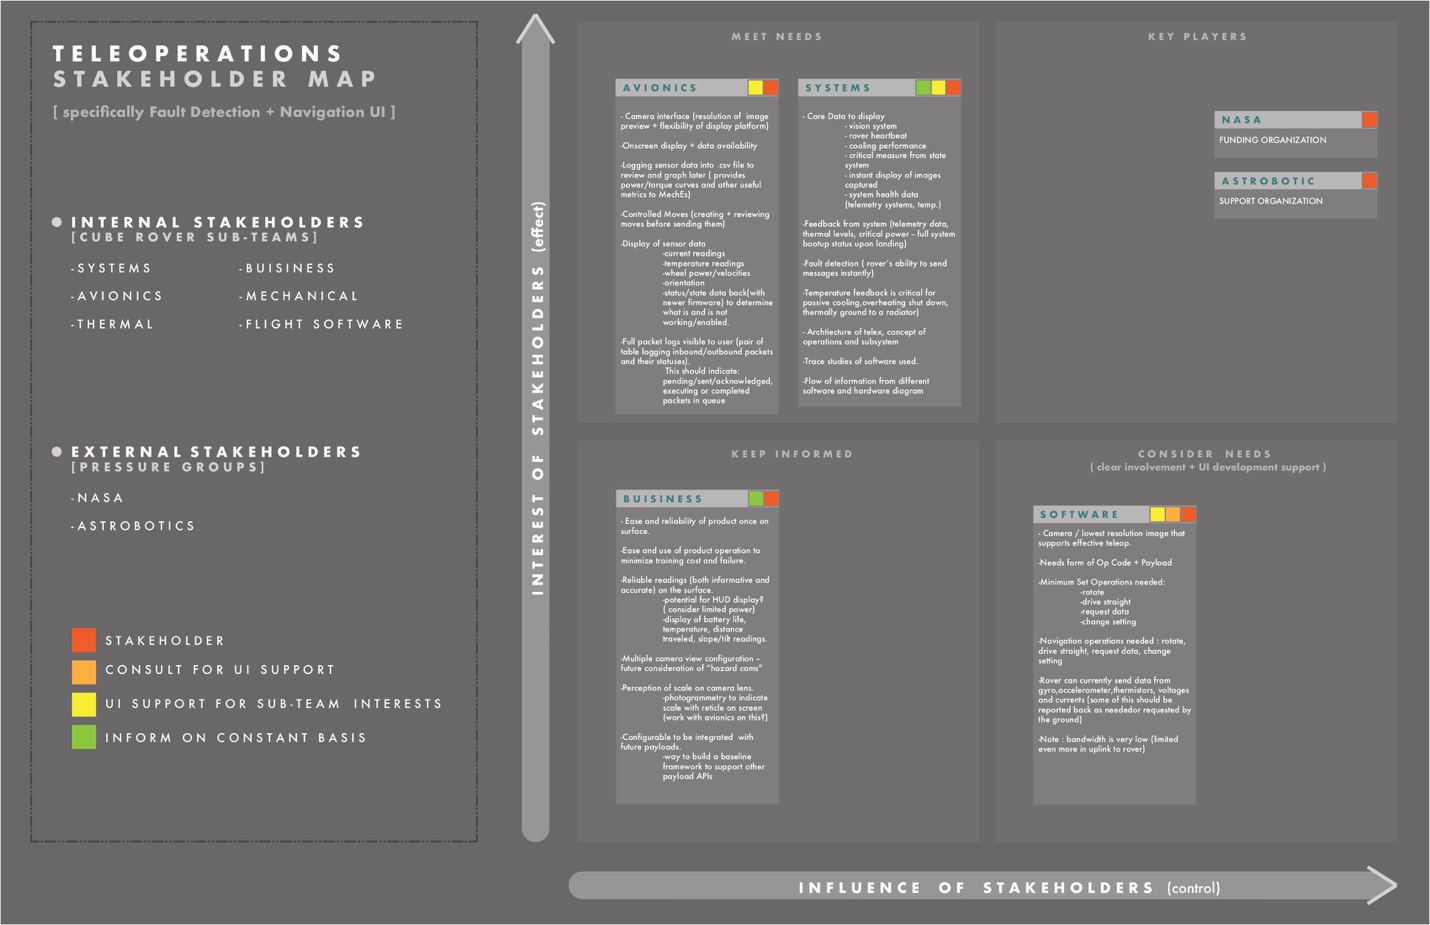 TELEOPERATIONS
STAKEHOLDER MAP
[ specifically Fault Detection + Navigation UI ]
INTERNAL STAKEHOLDERS
[CUBE ROVER SUB-TEAMS]
-SYSTEMS
-AVIONICS
-THERMAL
-BUISINESS
-MECHANICAL
-FLIGHT SOFTWARE
EXTERNAL STAKEHOLDERS
[PRESSURE GROUPS]
-NASA
-ASTROBOTICS
STAKEHOLDER
CONSULT FOR UI SUPPORT
UI SUPPORT FOR SUB-TEAM INTERESTS
INFORM ON CONSTANT BASIS
INTEREST OF STAKEHOLDERS (effect)
MEET NEEDS
AVIONICS
- Camera interface (resolution of image
preview + flexibility of display platform)
-Onscreen display + data availability
-Logging sensor data into .csv file to
review and graph later ( provides
power/torque curves and other useful
metrics to MechEs)
-Controlled Moves (creating + reviewing
moves before sending them)
-Display of sensor data
-current readings
-temperature readings
-wheel power/velocities
-orientation
-status/state data back(with
newer firmware) to determine
what is and is not
working/enabled.
-Full packet logs visible to user (pair of
table logging inbound/outbound packets
and their statuses).
This should indicate:
pending/sent/acknowledged,
executing or completed
packets in queue
SYSTEMS
- Core Data to display
- vision system
- rover heartbeat
- cooling performance
- critical measure from state
system
- instant display of images
captured
- system health data
(telemetry systems, temp.)
-Feedback from system (telemetry data,
thermal levels, critical power – full system
bootup status upon landing)
-Fault detection ( rover's ability to send
messages instantly)
-Temperature feedback is critical for
passive cooling,overheating shut down,
thermally ground to a radiator)
- Archtiecture of telex, concept of
operations and subsystem
-Trace studies of software used.
-Flow of information from different
software and hardware diagram
KEY PLAYERS
NASA
FUNDING ORGANIZATION
ASTROBOTIC
SUPPORT ORGANIZATION
KEEP INFORMED
BUISINESS
- Ease and reliability of product once on
surface.
-Ease and use of product operation to
minimize training cost and failure.
-Reliable readings (both informative and
accurate) on the surface.
-potential for HUD display?
( consider limited power)
-display of battery life,
temperature, distance
traveled, slope/tilt readings.
-Multiple camera view configuration –
future consideration of "hazard cams"
-Perception of scale on camera lens.
-photogrammetry to indicate
scale with reticle on screen
(work with avionics on this?)
-Configurable to be integrated with
future payloads.
-way to build a baseline
framework to support other
payload APIs
CONSIDER NEEDS
( clear involvement + UI development support )
SOFTWARE
- Camera / lowest resolution image that
supports effective teleop.
-Needs form of Op Code + Payload
-Minimum Set Operations needed:
-rotate
-drive straight
-request data
-change setting
-Navigation operations needed : rotate,
drive straight, request data, change
setting
-Rover can currently send data from
gyro,accelerometer,thermistors, voltages
and currents (some of this should be
reported back as neededor requested by
the ground)
-Note : bandwidth is very low (limited
even more in uplink to rover)
INFLUENCE OF STAKEHOLDERS (control)